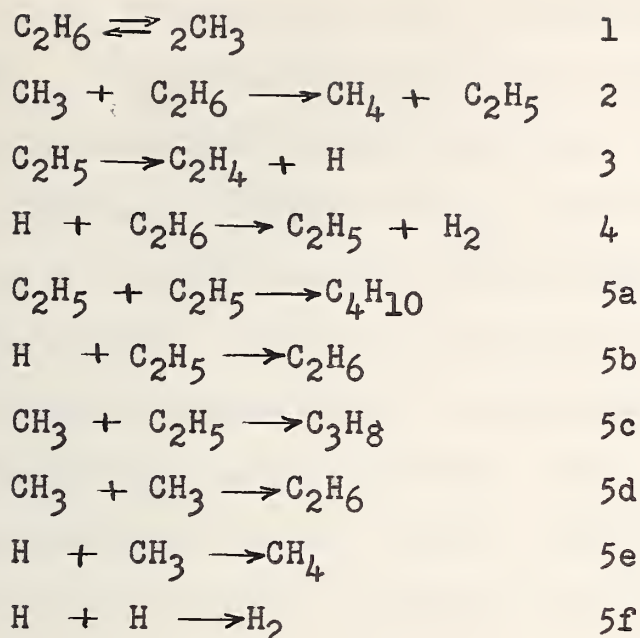 C₂H₆ ⇌ ₂CH₃ 1
CH₃ + C₂H₆ → CH₄ + C₂H₅ 2
C₂H₅ → C₂H₄ + H 3
H + C₂H₆ → C₂H₅ + H₂ 4
C₂H₅ + C₂H₅ → C₄H₁₀ 5a
H + C₂H₅ → C₂H₆ 5b
CH₃ + C₂H₅ → C₃H₈ 5c
CH₃ + CH₃ → C₂H₆ 5d
H + CH₃ → CH₄ 5e
H + H → H₂ 5f